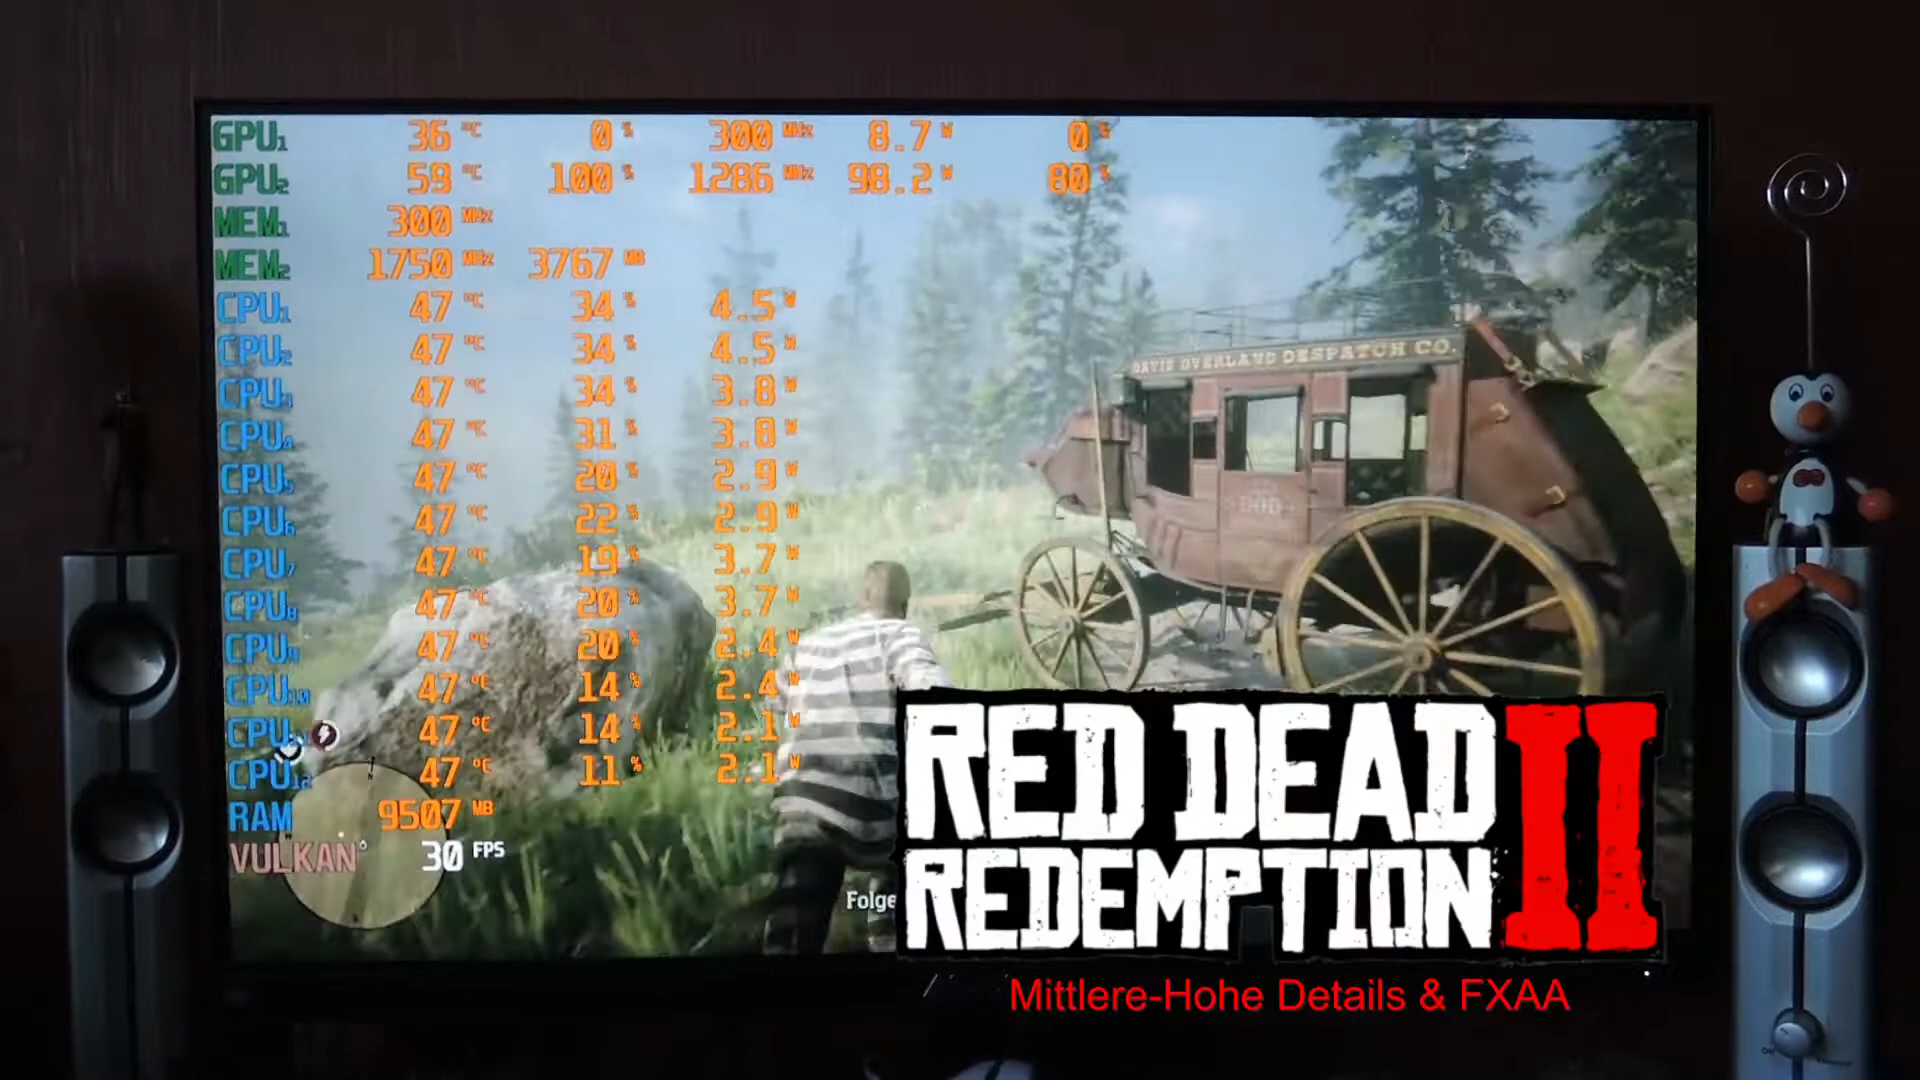 GPU1 36 °C 0 % 300 MHz 8.7 W 0 %
GPU2 59 °C 100 % 1286 MHz 98.2 W 80 %
MEM1 300 MHz
MEM2 1750 MHz 3767 MB
CPU1 47 °C 34 % 4.5 W
CPU2 47 °C 34 % 4.5 W
CPU3 47 °C 34 % 3.8 W
CPU4 47 °C 31 % 3.8 W
CPU5 47 °C 20 % 2.9 W
CPU6 47 °C 22 % 2.9 W
CPU7 47 °C 19 % 3.7 W
CPU8 47 °C 20 % 3.7 W
CPU9 47 °C 20 % 2.4 W
CPU10 47 °C 14 % 2.4 W
CPU11 47 °C 14 % 2.1 W
CPU12 47 °C 11 % 2.1 W
RAM 9507 MB
VULKAN 30 FPS
DAVIS OVERLAND DESPATCH CO.
DOD
Folge
RED DEAD
REDEMPTION II
Mittlere-Hohe Details & FXAA